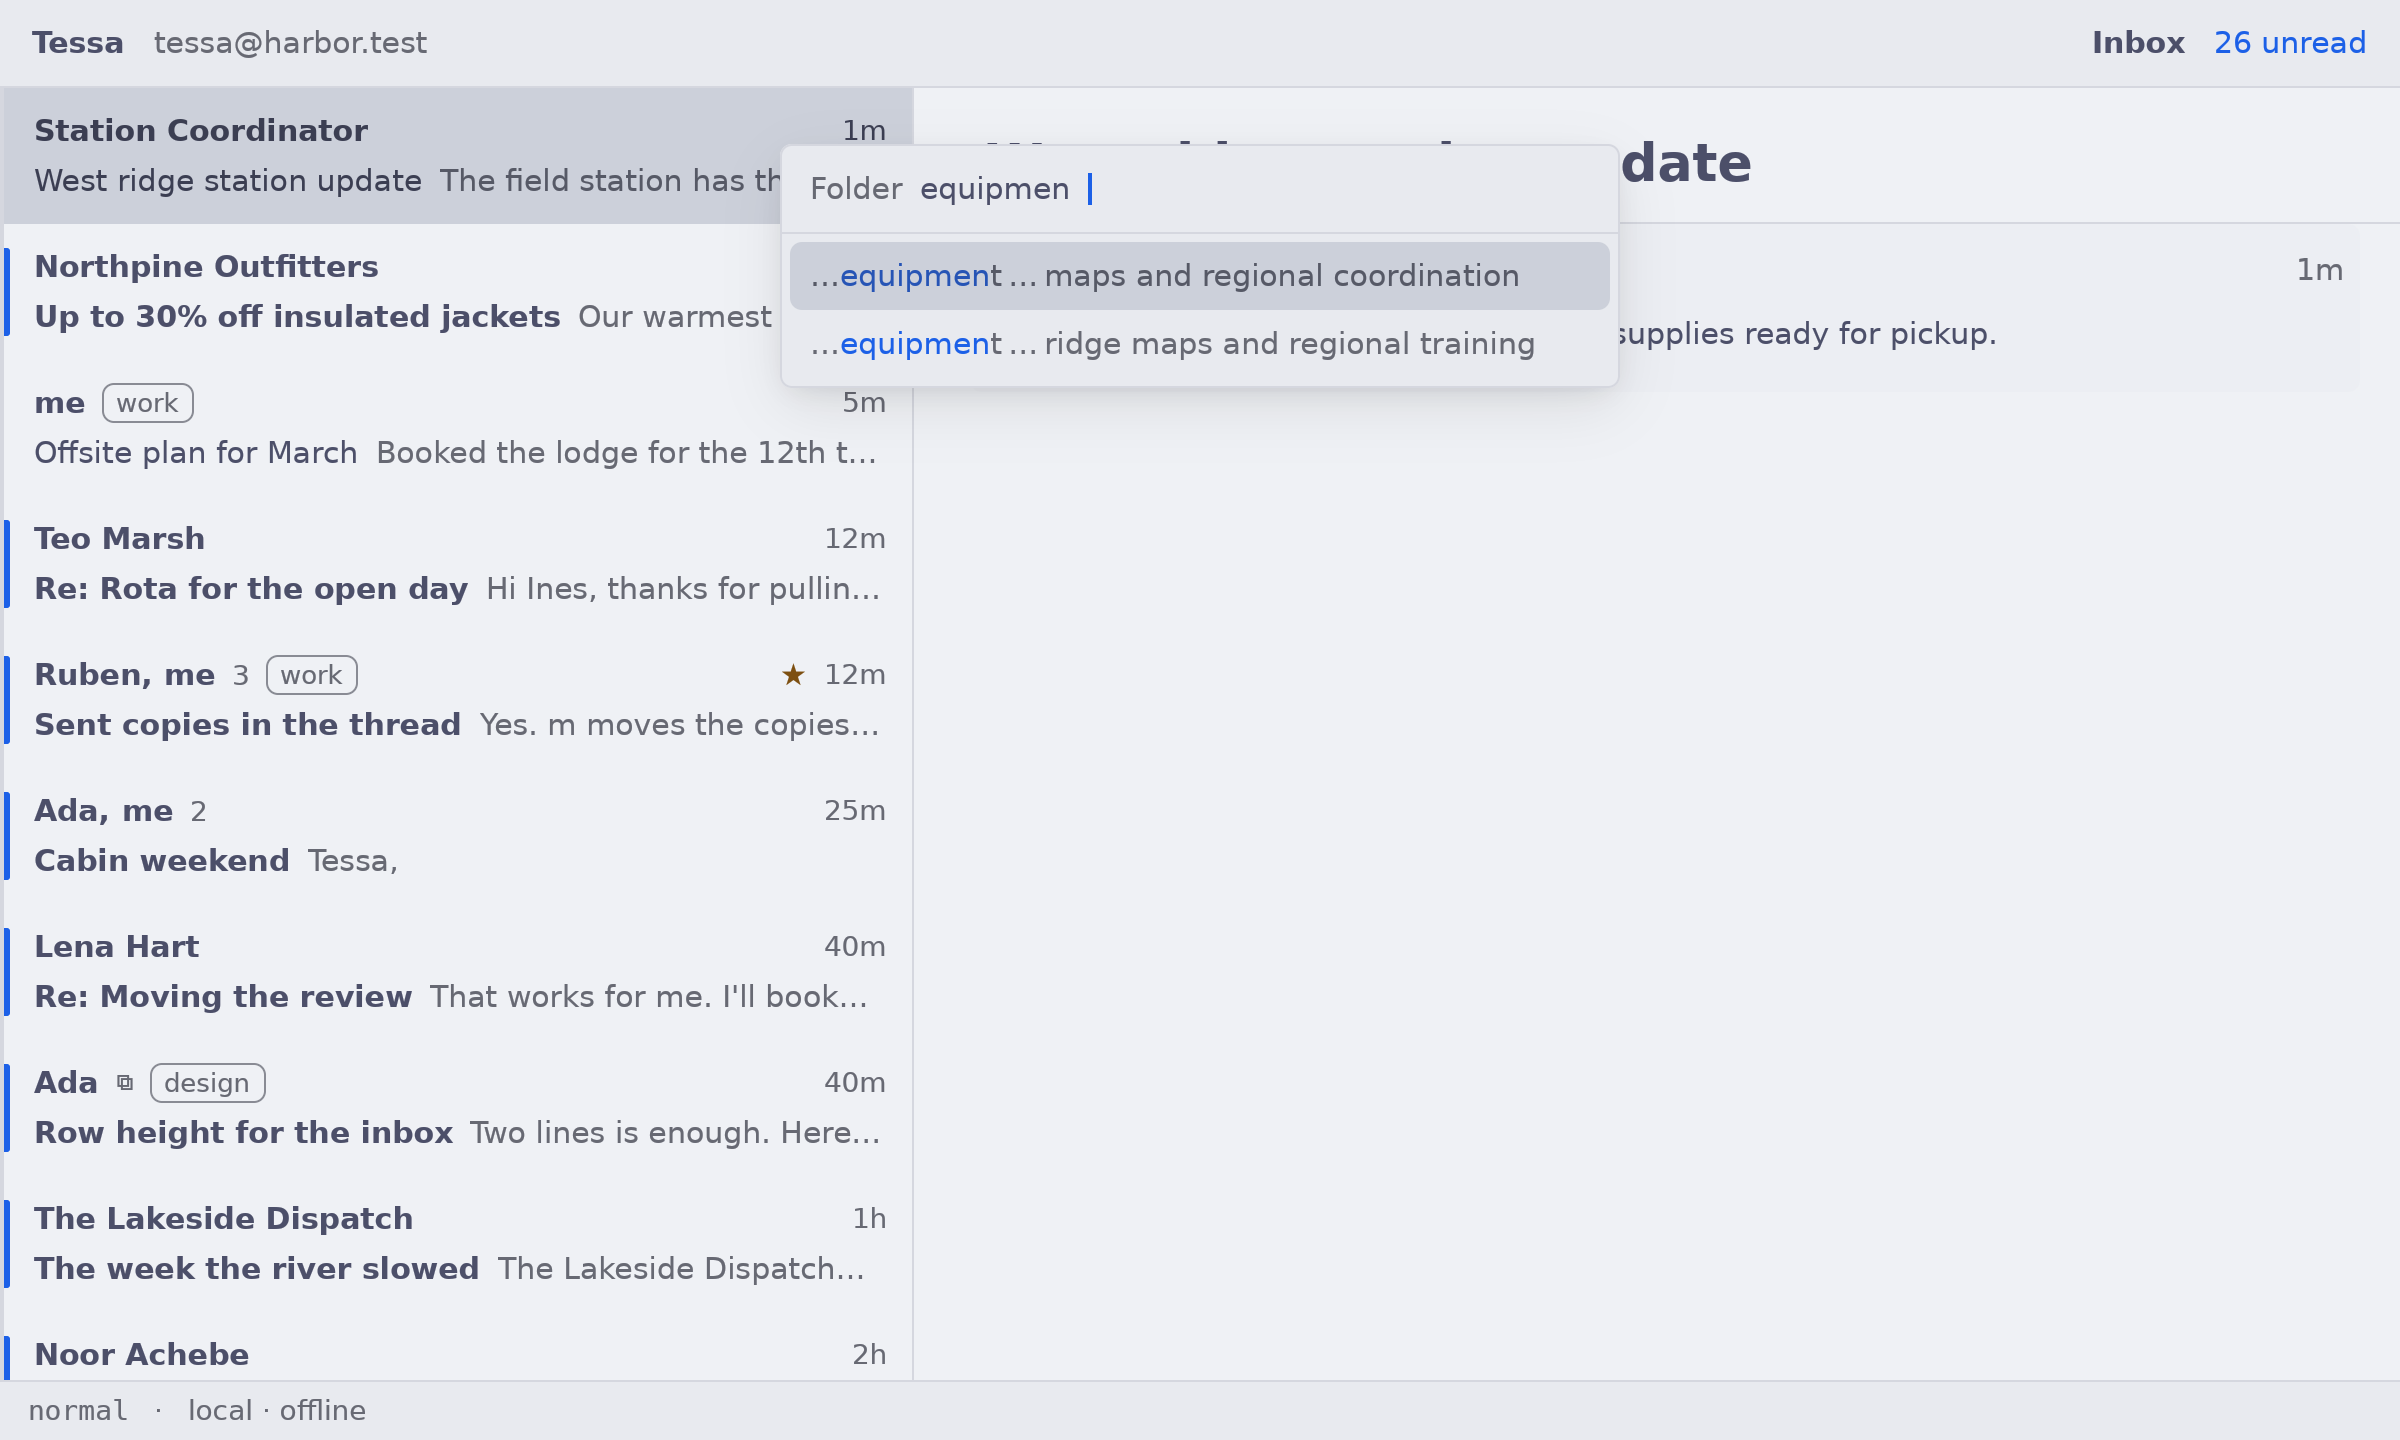 Tessa tessa@harbor.test Inbox 26 unread
Station Coordinator 1m
West ridge station update The field station has
date
Folder equipmen
…equipment … maps and regional coordination
…equipment … ridge maps and regional training
1m
supplies ready for pickup.
Northpine Outfitters
Up to 30% off insulated jackets Our warmest
me work 5m
Offsite plan for March Booked the lodge for the 12th t…
Teo Marsh 12m
Re: Rota for the open day Hi Ines, thanks for pullin…
Ruben, me 3 work ★ 12m
Sent copies in the thread Yes. m moves the copies…
Ada, me 2 25m
Cabin weekend Tessa,
Lena Hart 40m
Re: Moving the review That works for me. I'll book…
Ada design 40m
Row height for the inbox Two lines is enough. Here…
The Lakeside Dispatch 1h
The week the river slowed The Lakeside Dispatch…
Noor Achebe 2h
normal · local · offline